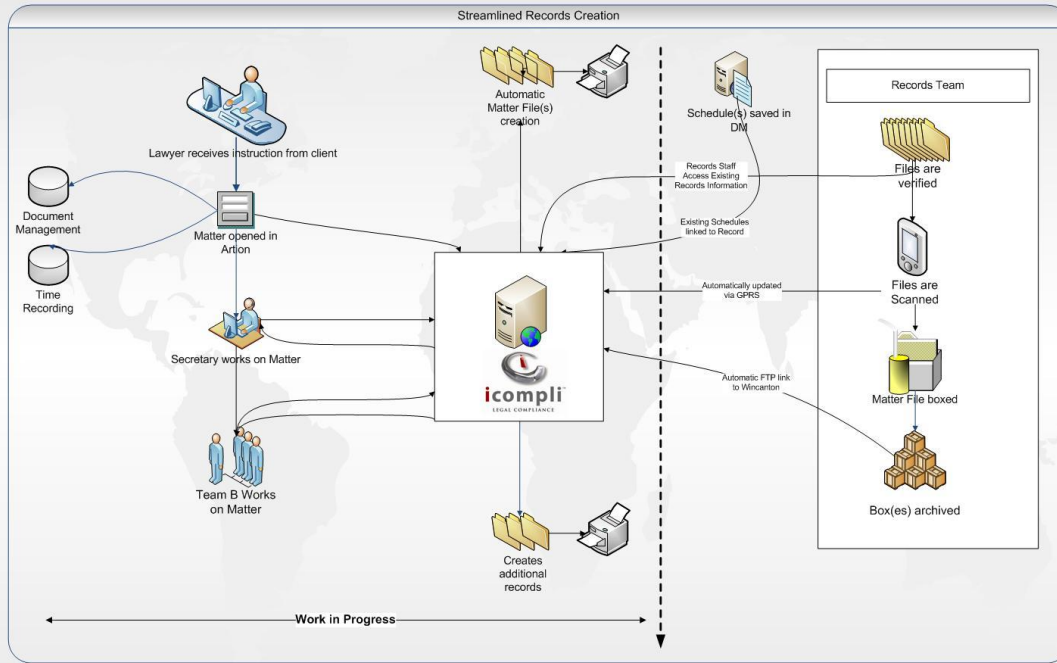 Streamlined Records Creation
Lawyer receives instruction from client
Document
Management
Time
Recording
Matter opened in
Artion
Secretary works on Matter
Team B Works
on Matter
Automatic
Matter File(s)
creation
icompli™
LEGAL COMPLIANCE
Creates
additional
records
Work in Progress
Schedule(s) saved in
DM
Records Staff
Access Existing
Records Information
Existing Schedules
linked to Record
Automatically updated
via GPRS
Automatic FTP link
to Wincanton
Records Team
Files are
verified
Files are
Scanned
Matter File boxed
Box(es) archived